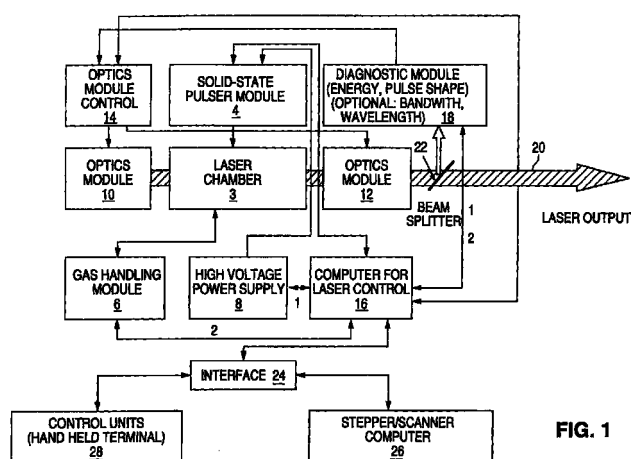 OPTICS
MODULE
CONTROL
14
SOLID-STATE
PULSER MODULE
4
DIAGNOSTIC MODULE
(ENERGY, PULSE SHAPE)
(OPTIONAL: BANDWITH,
WAVELENGTH)
18
22
20
OPTICS
MODULE
10
LASER
CHAMBER
3
OPTICS
MODULE
12
BEAM
SPLITTER
1
2
LASER OUTPUT
GAS HANDLING
MODULE
6
HIGH VOLTAGE
POWER SUPPLY
8
1
COMPUTER FOR
LASER CONTROL
16
2
INTERFACE 24
CONTROL UNITS
(HAND HELD TERMINAL)
28
STEPPER/SCANNER
COMPUTER
26
FIG. 1